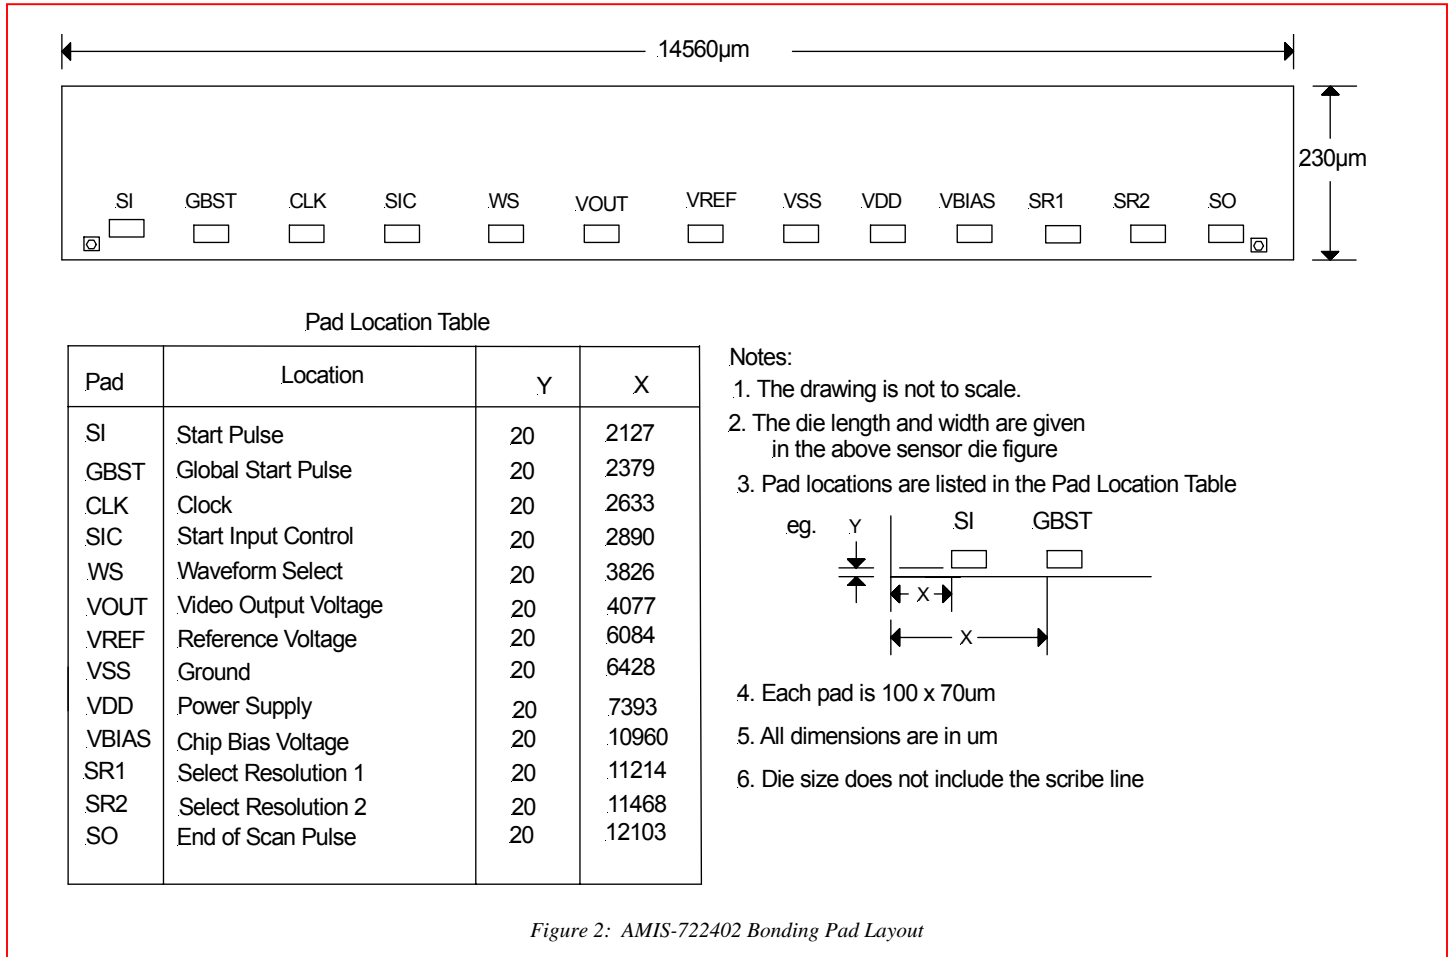 14560µm
230µm
SI GBST CLK SIC WS VOUT VREF VSS VDD VBIAS SR1 SR2 SO
Pad Location Table
Pad Location Y X
SI Start Pulse 20 2127
GBST Global Start Pulse 20 2379
CLK Clock 20 2633
SIC Start Input Control 20 2890
WS Waveform Select 20 3826
VOUT Video Output Voltage 20 4077
VREF Reference Voltage 20 6084
VSS Ground 20 6428
VDD Power Supply 20 7393
VBIAS Chip Bias Voltage 20 10960
SR1 Select Resolution 1 20 11214
SR2 Select Resolution 2 20 11468
SO End of Scan Pulse 20 12103
Notes:
1. The drawing is not to scale.
2. The die length and width are given
in the above sensor die figure
3. Pad locations are listed in the Pad Location Table
eg. Y SI GBST
X
X
4. Each pad is 100 x 70um
5. All dimensions are in um
6. Die size does not include the scribe line
Figure 2: AMIS-722402 Bonding Pad Layout